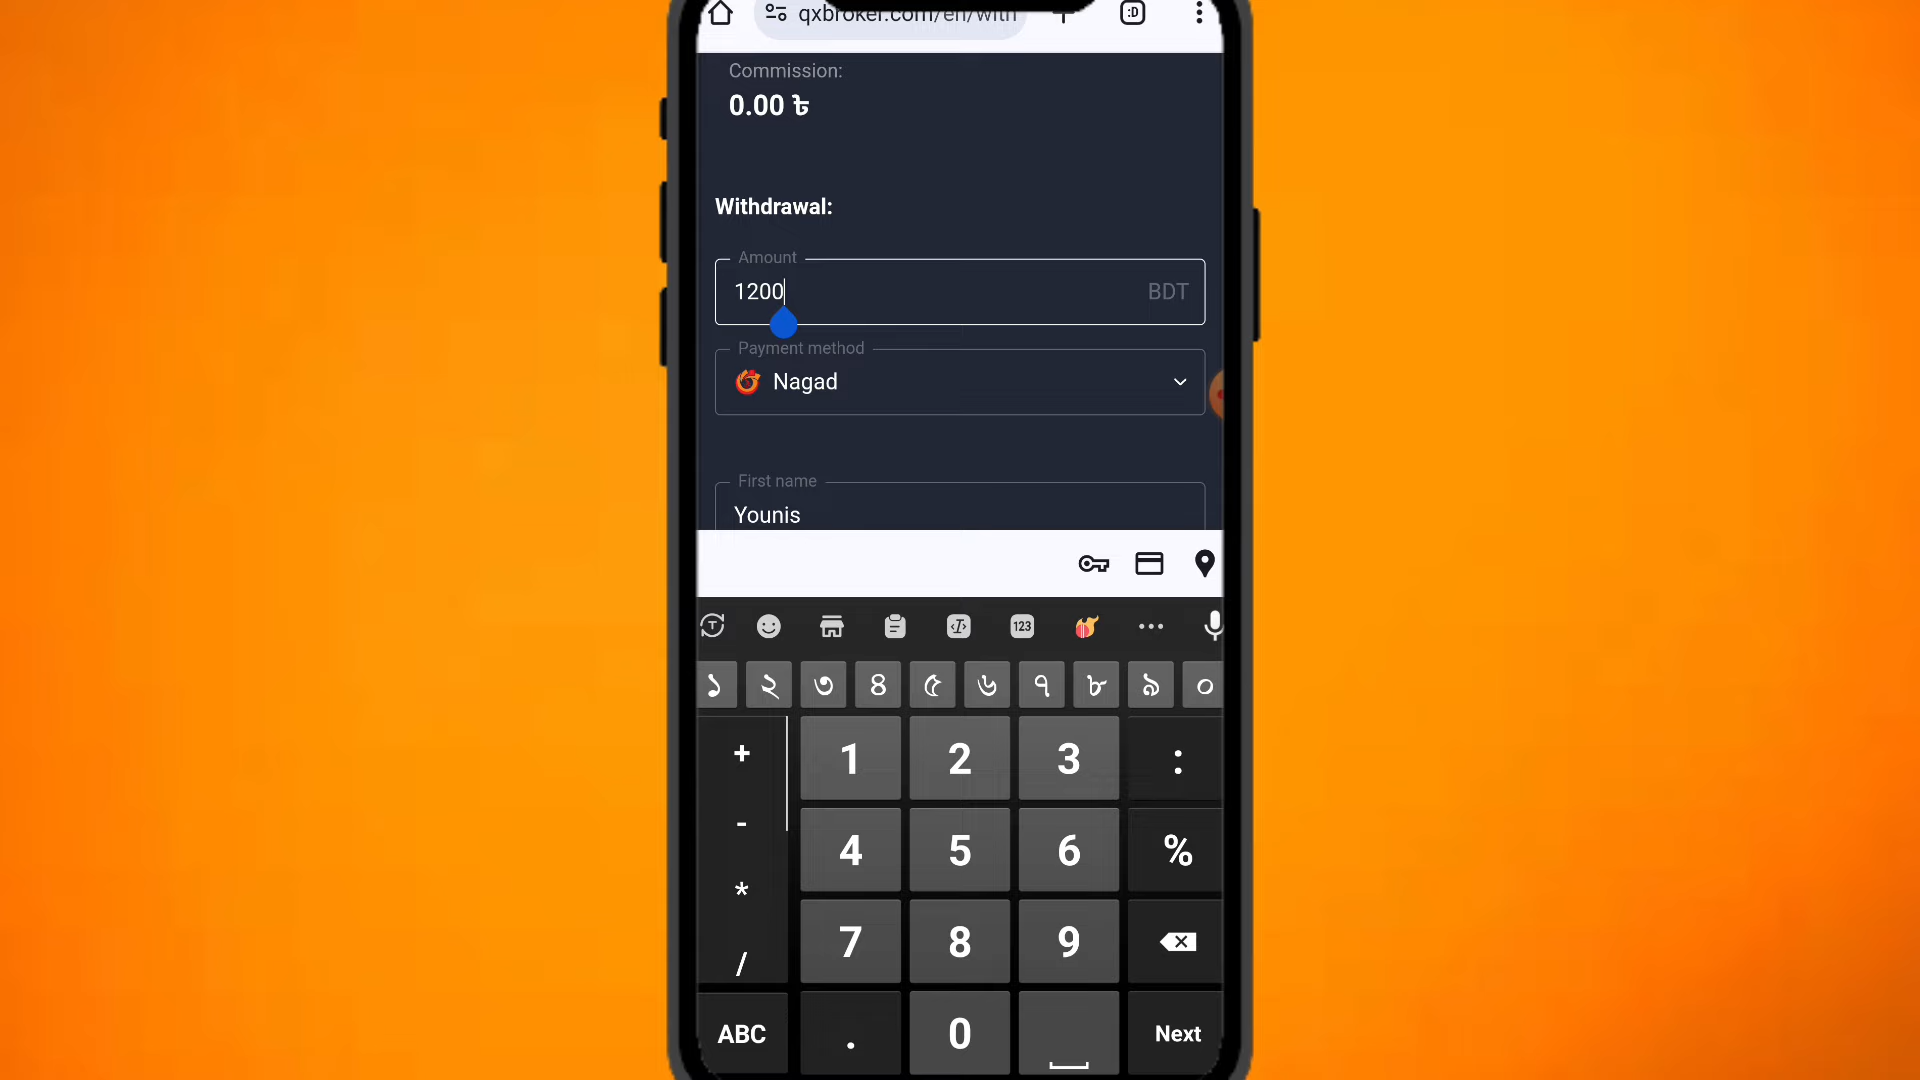 qxbroker.com/en/with
:D
Commission:
0.00 ৳
Withdrawal:
Amount
1200
BDT
Payment method
Nagad
First name
Younis
T
123
১ ২ ৩ ৪ ৫ ৬ ৭ ৮ ৯ ০
+ 1 2 3 :
- 4 5 6 %
*
7 8 9
/
ABC . 0 Next